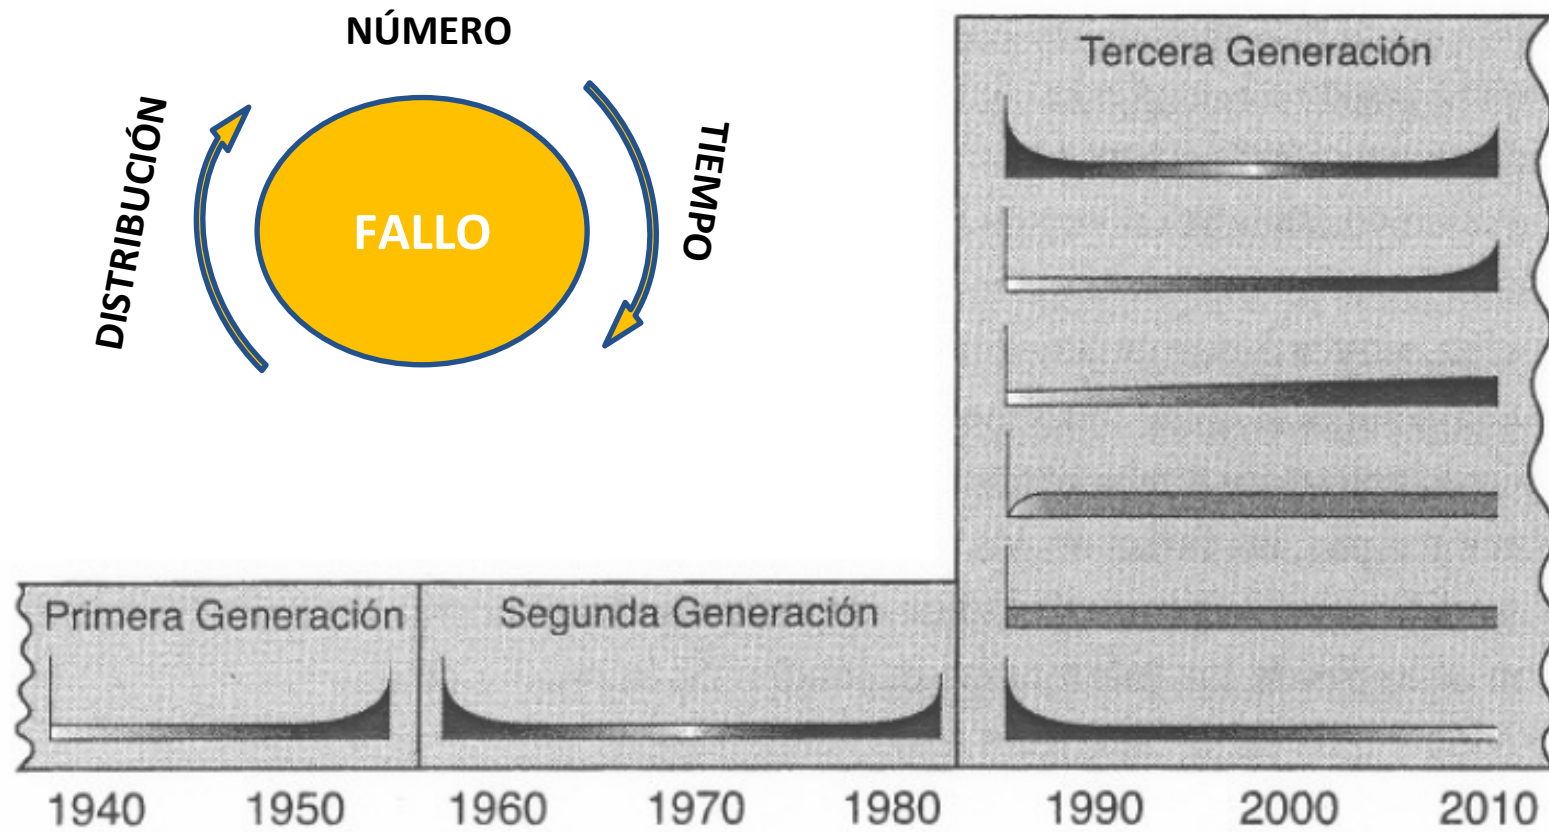 NÚMERO
DISTRIBUCIÓN
FALLO
TIEMPO
Tercera Generación
Primera Generación
Segunda Generación
1940 1950 1960 1970 1980 1990 2000 2010